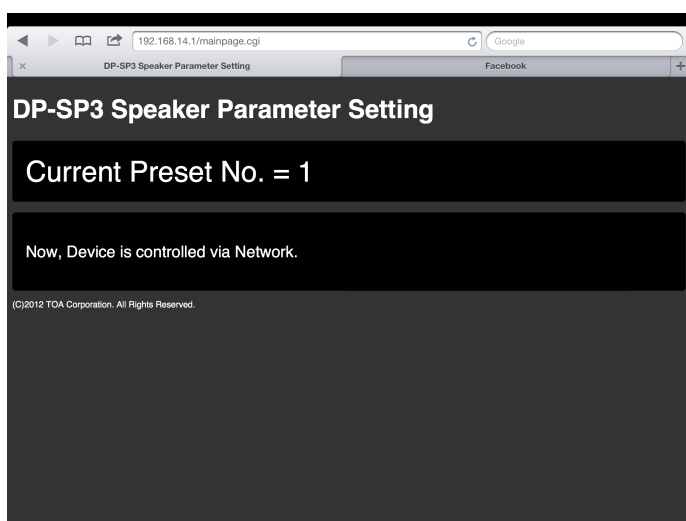 192.168.14.1/mainpage.cgi
Google
DP-SP3 Speaker Parameter Setting
Facebook
DP-SP3 Speaker Parameter Setting
Current Preset No. = 1
Now, Device is controlled via Network.
(C)2012 TOA Corporation. All Rights Reserved.